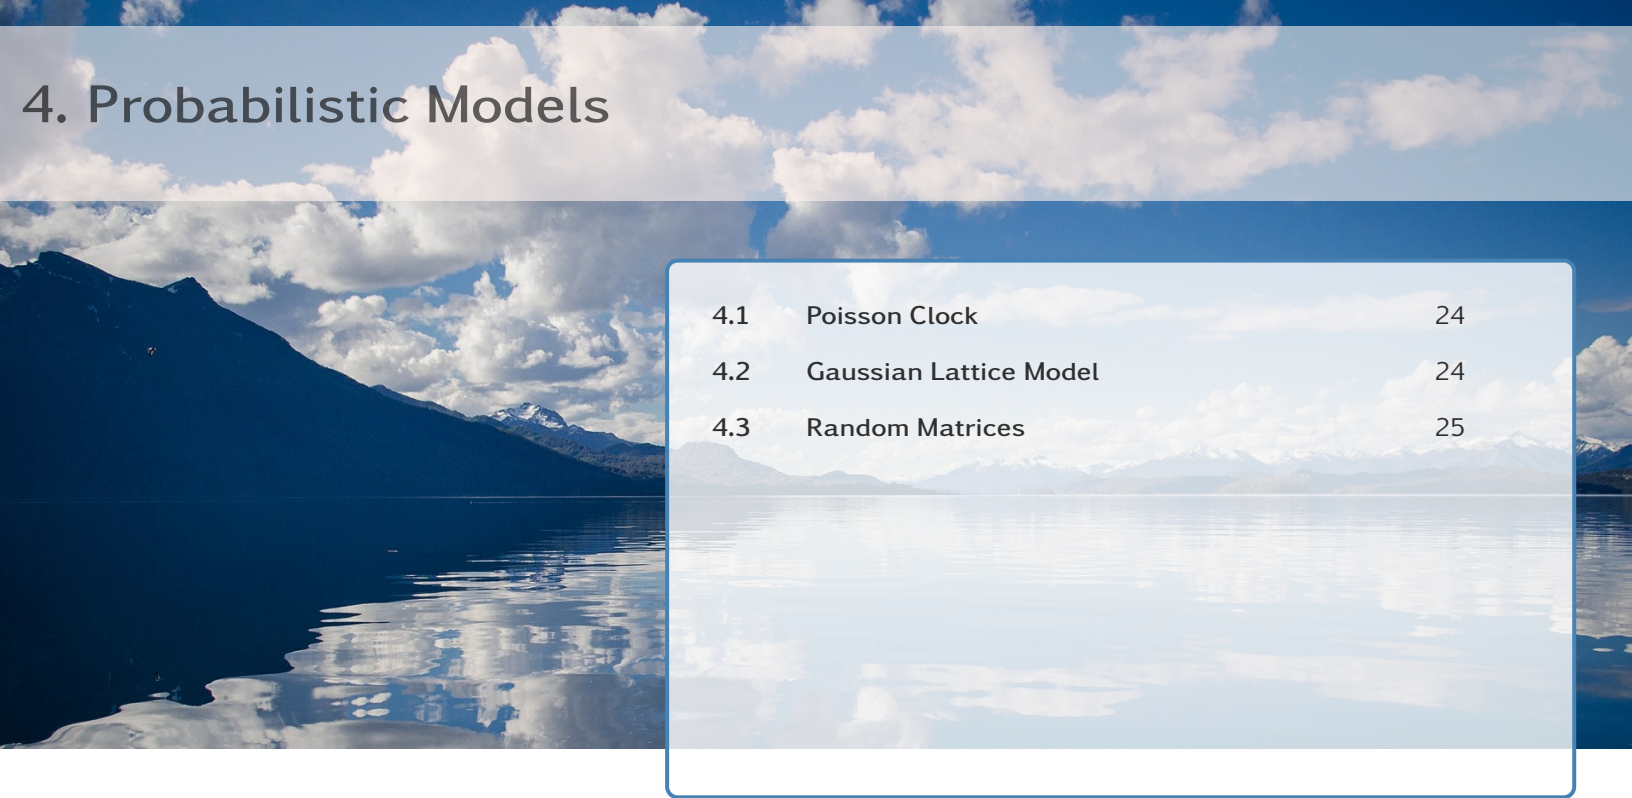 4. Probabilistic Models
4.1 Poisson Clock 24
4.2 Gaussian Lattice Model 24
4.3 Random Matrices 25